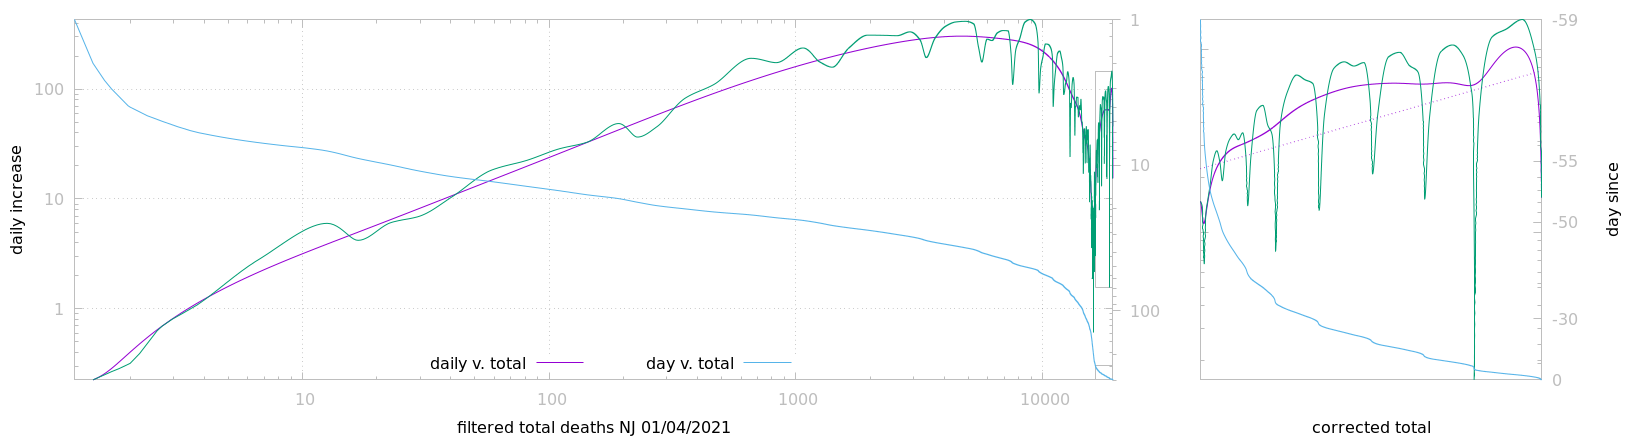 daily increase
100
10
1
daily v. total
day v. total
10
100
1000
10000
filtered total deaths NJ 01/04/2021
1
10
100
-59
-55
-50
-30
0
day since
corrected total